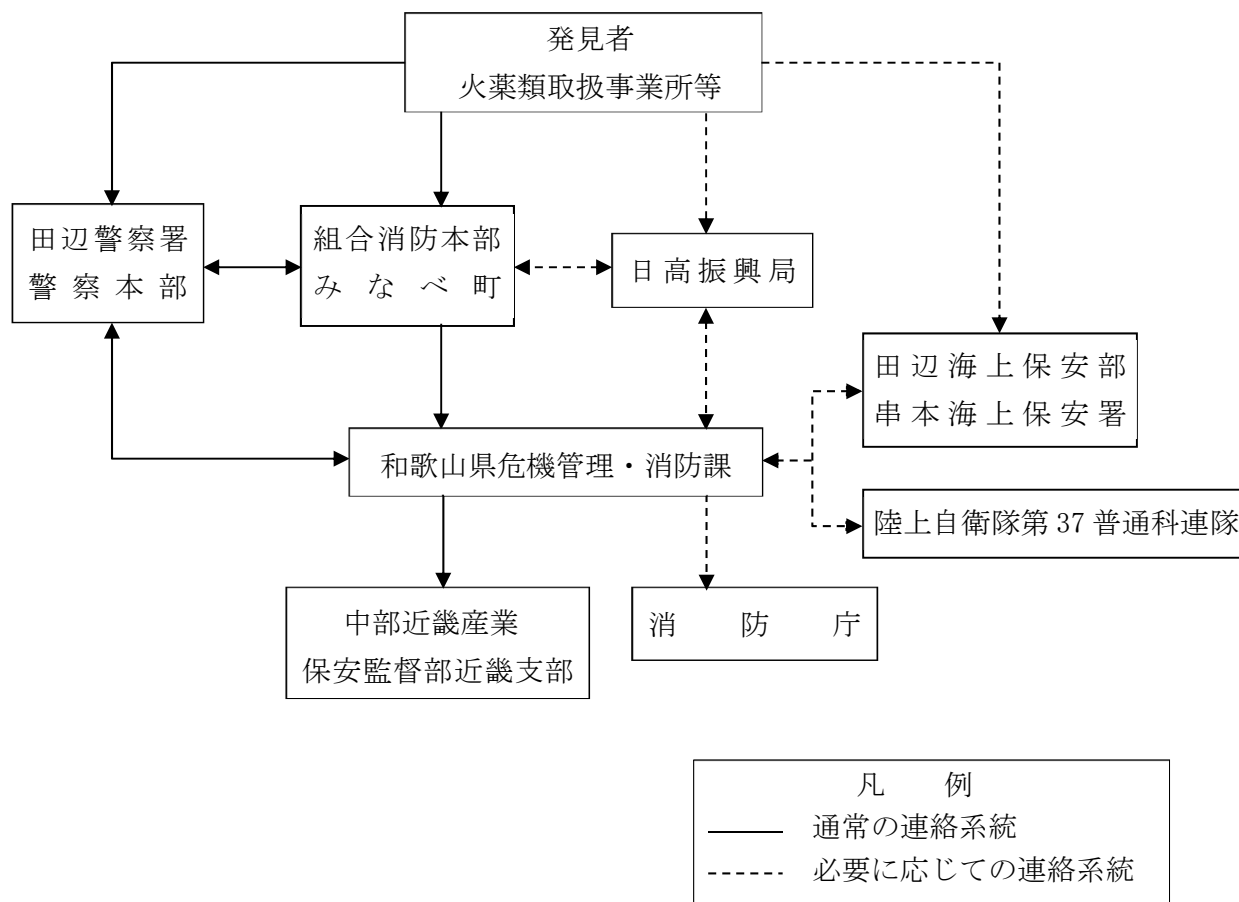 発見者
火薬類取扱事業所等
田辺警察署
警察本部
組合消防本部
みなべ町
日高振興局
田辺海上保安部
串本海上保安署
和歌山県危機管理・消防課
陸上自衛隊第37普通科連隊
中部近畿産業
保安監督部近畿支部
消防庁
凡例
通常の連絡系統
必要に応じての連絡系統